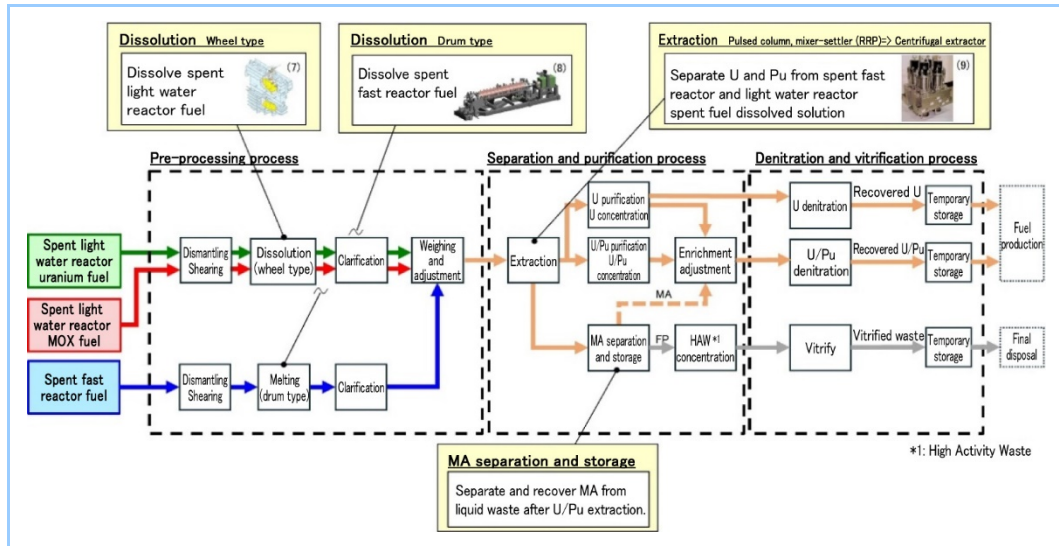 Dissolution Wheel type
Dissolve spent
light water
reactor fuel
(7)
Dissolution Drum type
Dissolve spent
fast reactor fuel
(8)
Extraction Pulsed column, mixer-settler (RRP)=> Centrifugal extractor
Separate U and Pu from spent fast
reactor and light water reactor
spent fuel dissolved solution
(9)
Pre-processing process
Separation and purification process
Denitration and vitrification process
Spent light
water reactor
uranium fuel
Spent light
water reactor
MOX fuel
Spent fast
reactor fuel
Dismantling
Shearing
Dissolution
(wheel type)
Clarification
Weighing
and
adjustment
Dismantling
Shearing
Melting
(drum type)
Clarification
Extraction
U purification
U concentration
U/Pu purification
U/Pu
concentration
Enrichment
adjustment
MA
MA separation
and storage
FP
HAW *1
concentration
U denitration
Recovered U
Temporary
storage
U/Pu
denitration
Recovered U/Pu
Temporary
storage
Fuel
production
Vitrify
Vitrified waste
Temporary
storage
Final
disposal
*1: High Activity Waste
MA separation and storage
Separate and recover MA from
liquid waste after U/Pu extraction.